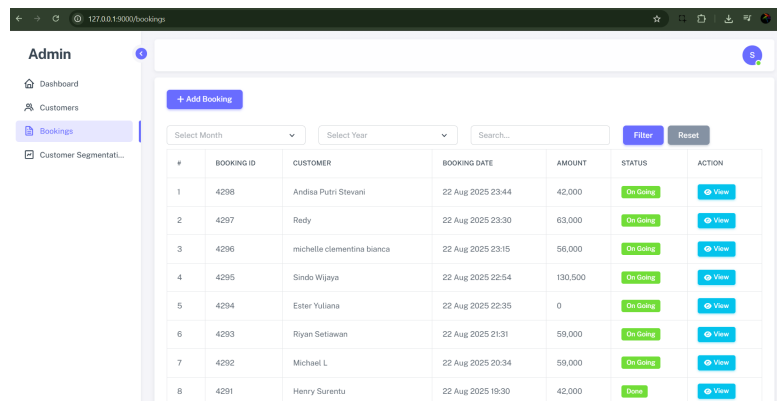 127.0.0.1:9000/bookings
Admin
S
Dashboard
Customers
Bookings
Customer Segmentati...
+ Add Booking
Select Month Select Year Search... Filter Reset
# BOOKING ID CUSTOMER BOOKING DATE AMOUNT STATUS ACTION
1 4298 Andisa Putri Stevani 22 Aug 2025 23:44 42,000 On Going View
2 4297 Redy 22 Aug 2025 23:30 63,000 On Going View
3 4296 michelle clementina bianca 22 Aug 2025 23:15 56,000 On Going View
4 4295 Sindo Wijaya 22 Aug 2025 22:54 130,500 On Going View
5 4294 Ester Yuliana 22 Aug 2025 22:35 0 On Going View
6 4293 Riyan Setiawan 22 Aug 2025 21:31 59,000 On Going View
7 4292 Michael L 22 Aug 2025 20:34 59,000 On Going View
8 4291 Henry Surentu 22 Aug 2025 19:30 42,000 Done View